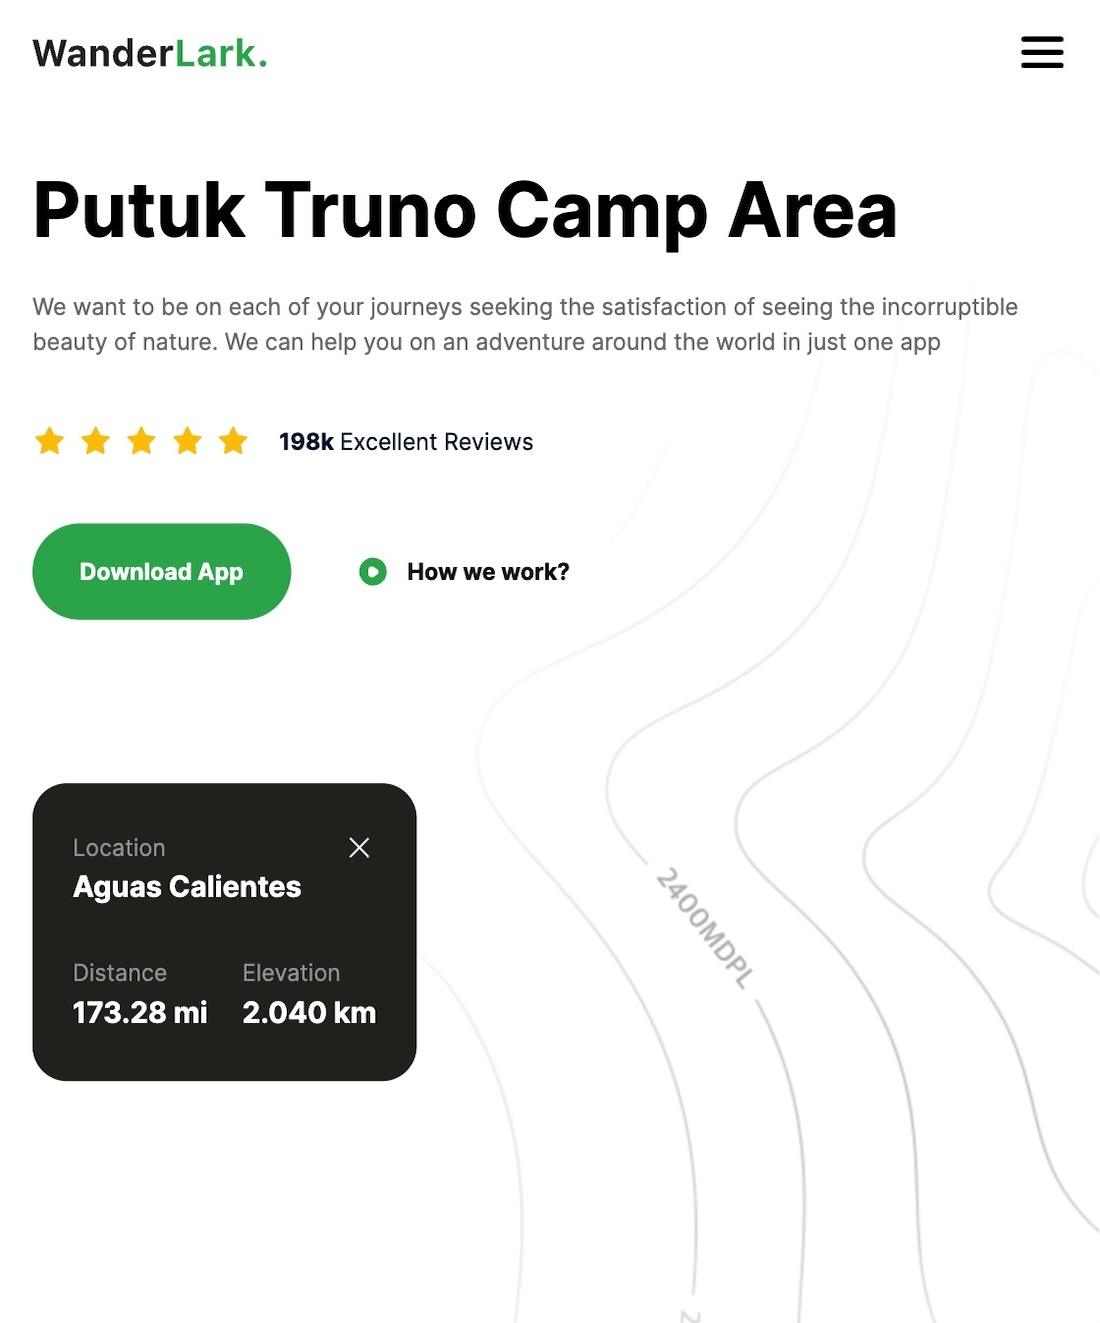 WanderLark.
Putuk Truno Camp Area
We want to be on each of your journeys seeking the satisfaction of seeing the incorruptible
beauty of nature. We can help you on an adventure around the world in just one app
198k Excellent Reviews
Download App
How we work?
Location
Aguas Calientes
Distance
Elevation
173.28 mi
2.040 km
2400MDPL